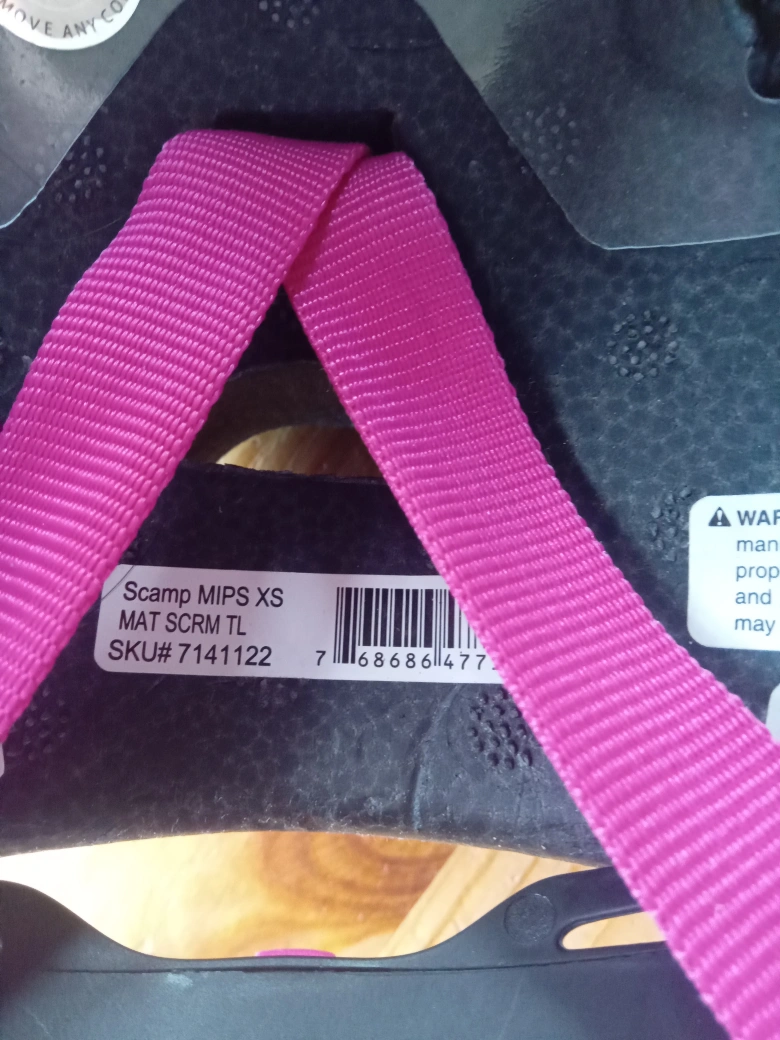 MOVE ANY CO
Scamp MIPS XS
MAT SCRM TL
SKU# 7141122
7 68686 477
WAR
man
prop
and
may